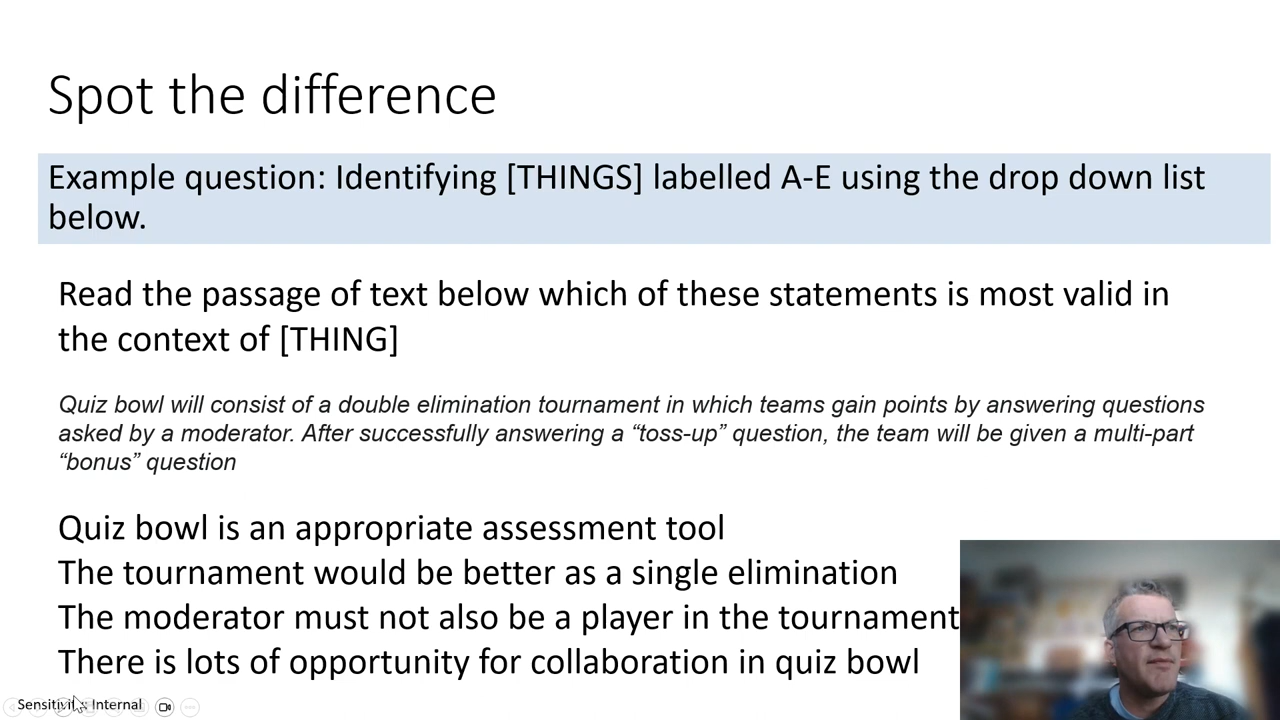 Spot the difference
Example question: Identifying [THINGS] labelled A-E using the drop down list
below.
Read the passage of text below which of these statements is most valid in
the context of [THING]
Quiz bowl will consist of a double elimination tournament in which teams gain points by answering questions
asked by a moderator. After successfully answering a “toss-up” question, the team will be given a multi-part
“bonus” question
Quiz bowl is an appropriate assessment tool
The tournament would be better as a single elimination
The moderator must not also be a player in the tournament
There is lots of opportunity for collaboration in quiz bowl
Internal